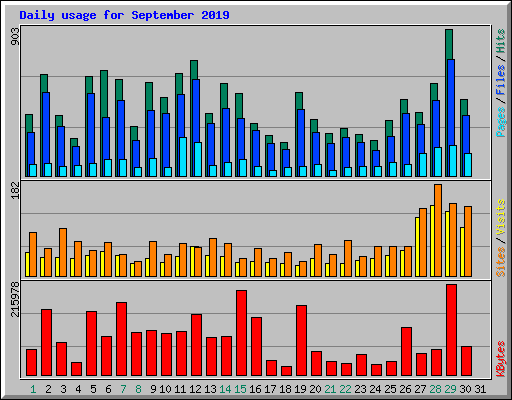 Daily usage for September 2019
903
Pages / Files / Hits
182
Sites / Visits
215978
KBytes
1 2 3 4 5 6 7 8 9 10 11 12 13 14 15 16 17 18 19 20 21 22 23 24 25 26 27 28 29 30 31